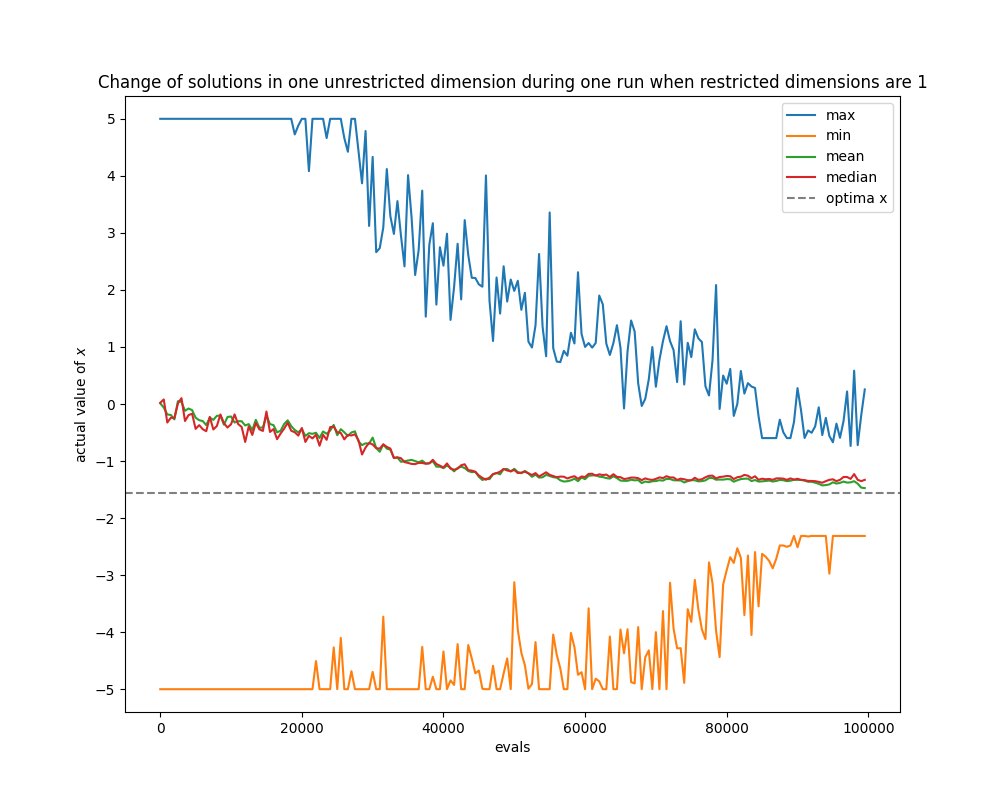 Change of solutions in one unrestricted dimension during one run when restricted dimensions are 1
max
min
mean
median
optima x
actual value of x
5
4
3
2
1
0
−1
−2
−3
−4
−5
0 20000 40000 60000 80000 100000
evals